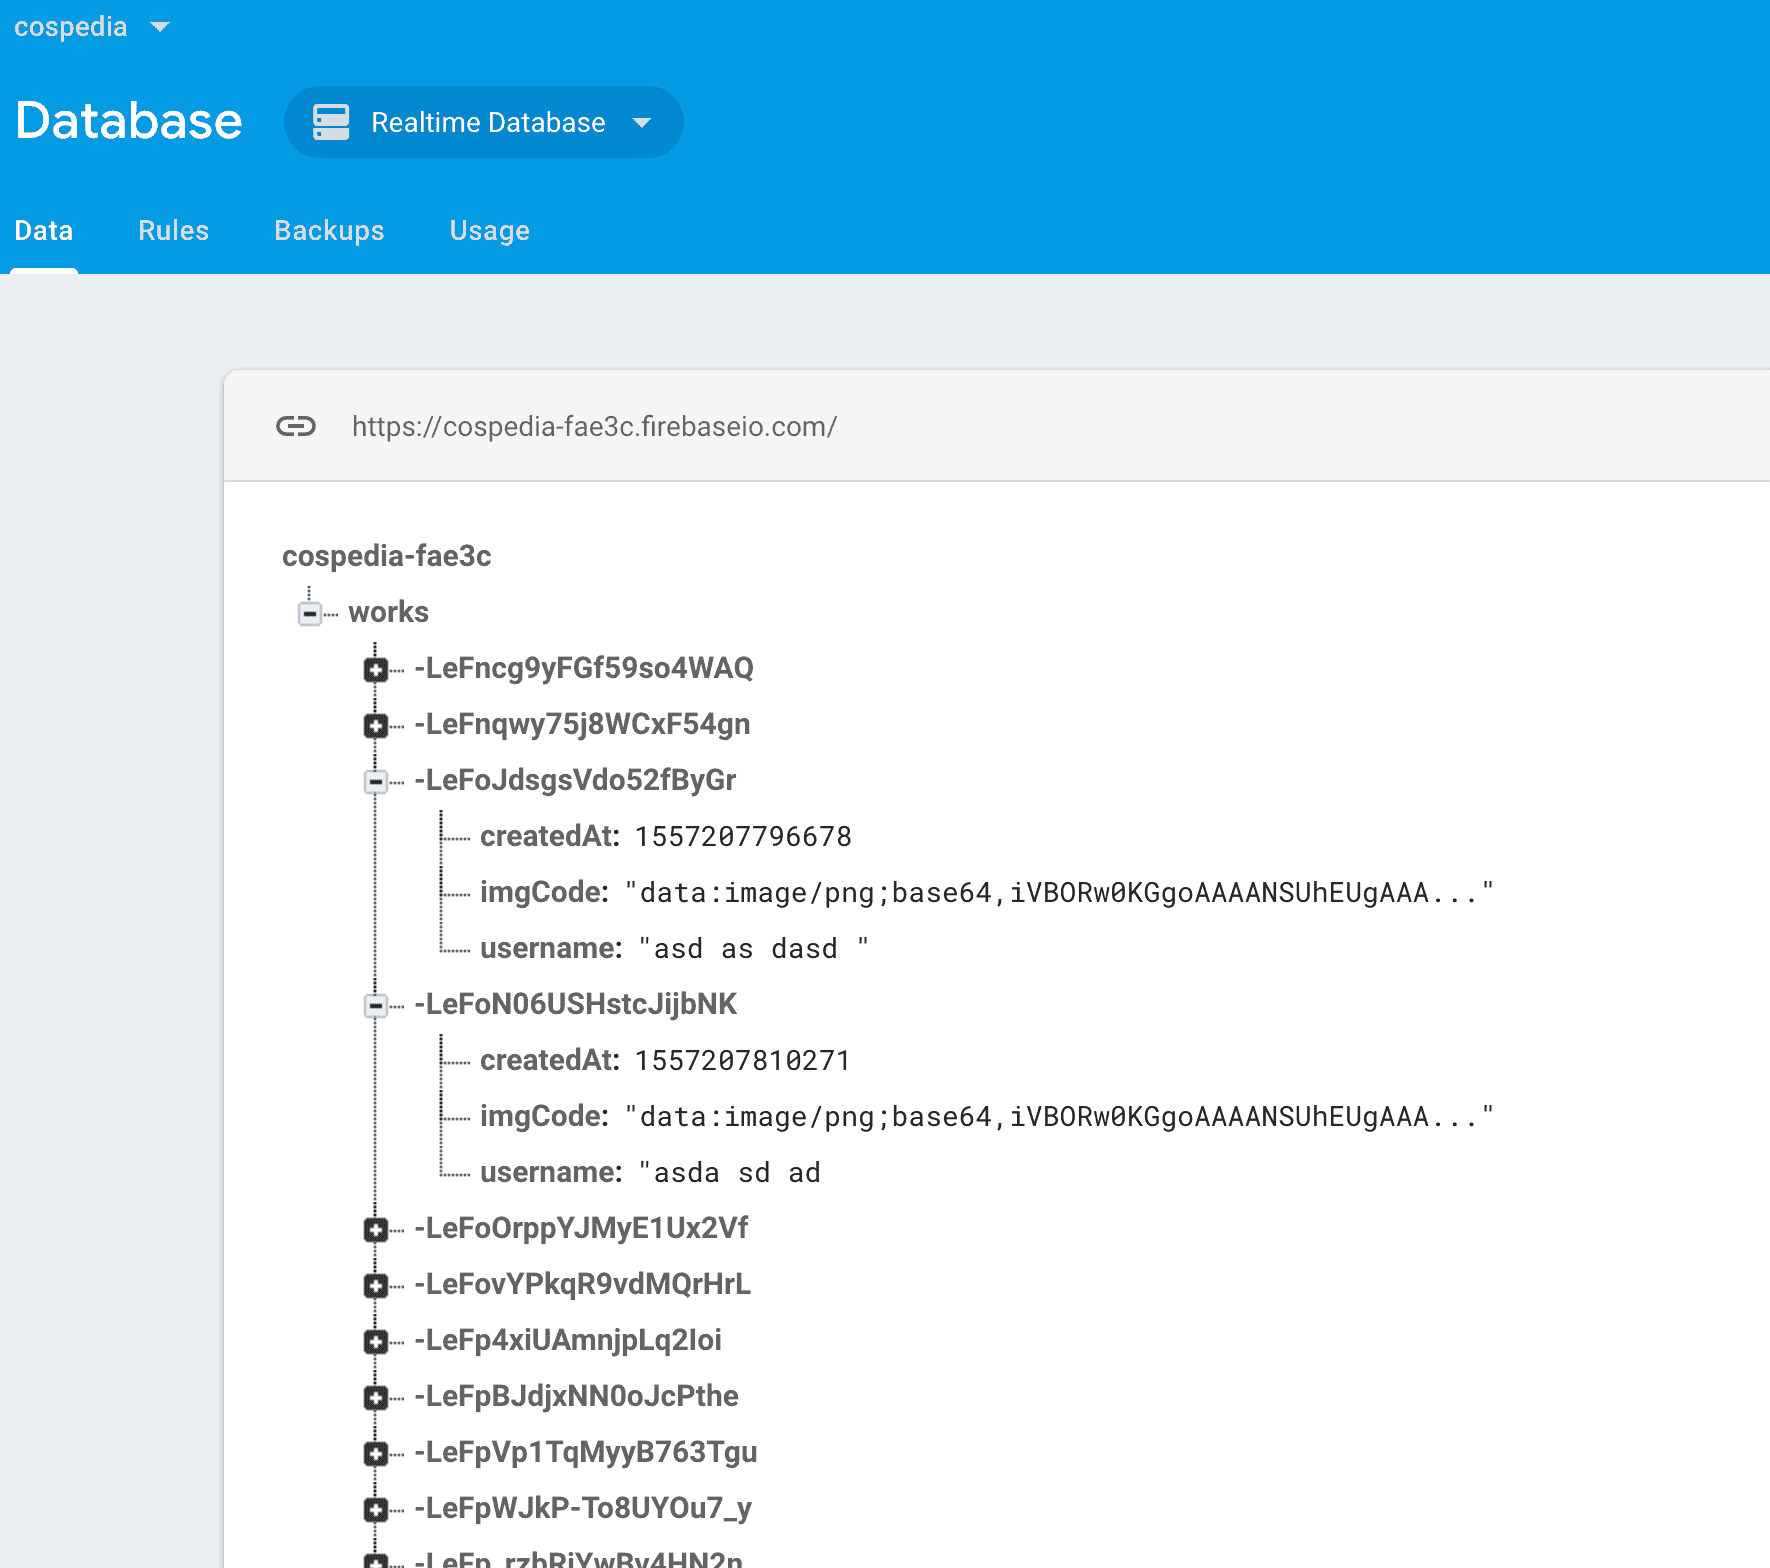 cospedia
Database
Realtime Database
Data Rules Backups Usage
https://cospedia-fae3c.firebaseio.com/
cospedia-fae3c
works
-LeFncg9yFGf59so4WAQ
-LeFnqwy75j8WCxF54gn
-LeFoJdsgsVdo52fByGr
createdAt: 1557207796678
imgCode: "data:image/png;base64,iVBORw0KGgoAAAANSUhEUgAAA..."
username: "asd as dasd "
-LeFoN06USHstcJijbNK
createdAt: 1557207810271
imgCode: "data:image/png;base64,iVBORw0KGgoAAAANSUhEUgAAA..."
username: "asda sd ad
-LeFoOrppYJMyE1Ux2Vf
-LeFovYPkqR9vdMQrHrL
-LeFp4xiUAmnjpLq2Ioi
-LeFpBJdjxNN0oJcPthe
-LeFpVp1TqMyyB763Tgu
-LeFpWJkP-To8UYOu7_y